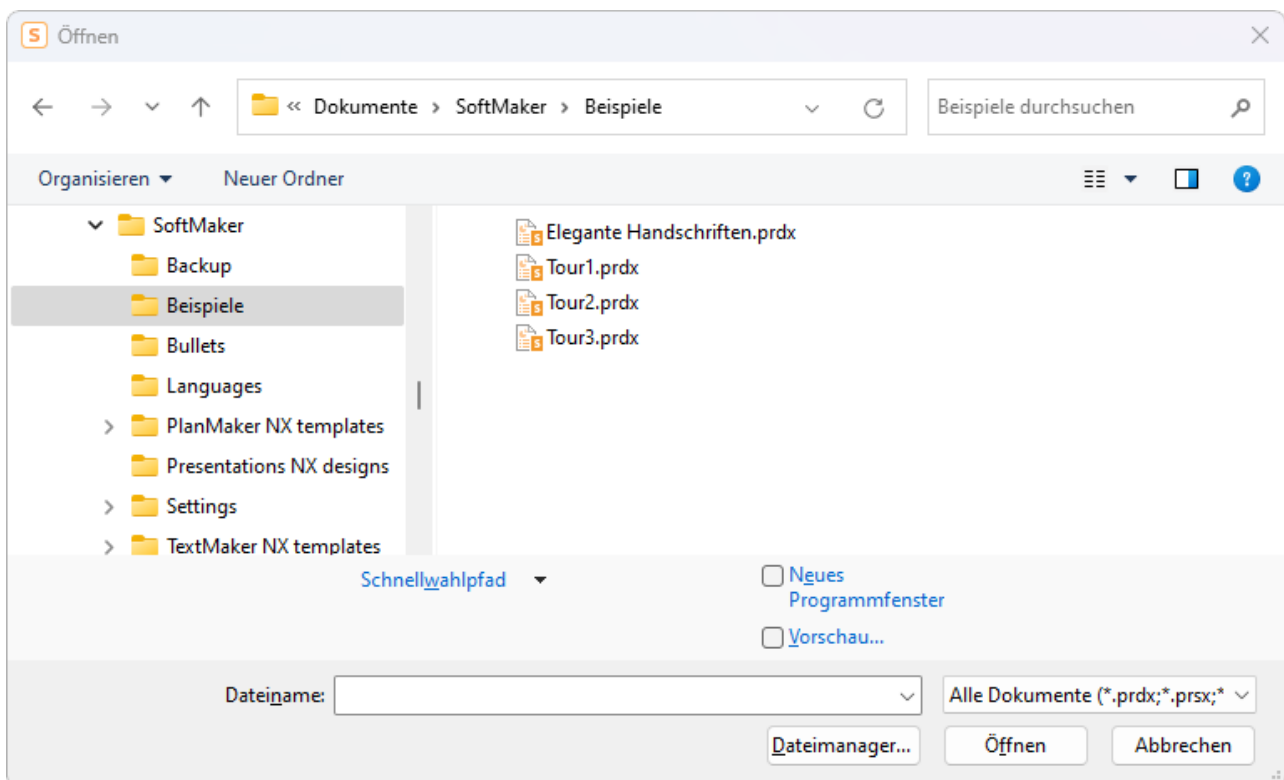 S Öffnen
« Dokumente > SoftMaker > Beispiele
Beispiele durchsuchen
Organisieren
Neuer Ordner
?
SoftMaker
Backup
Beispiele
Bullets
Languages
PlanMaker NX templates
Presentations NX designs
Settings
TextMaker NX templates
Elegante Handschriften.prdx
Tour1.prdx
Tour2.prdx
Tour3.prdx
Schnellwahlpfad
Neues
Programmfenster
Vorschau...
Dateiname:
Alle Dokumente (*.prdx;*.prsx;*
Dateimanager...
Öffnen
Abbrechen